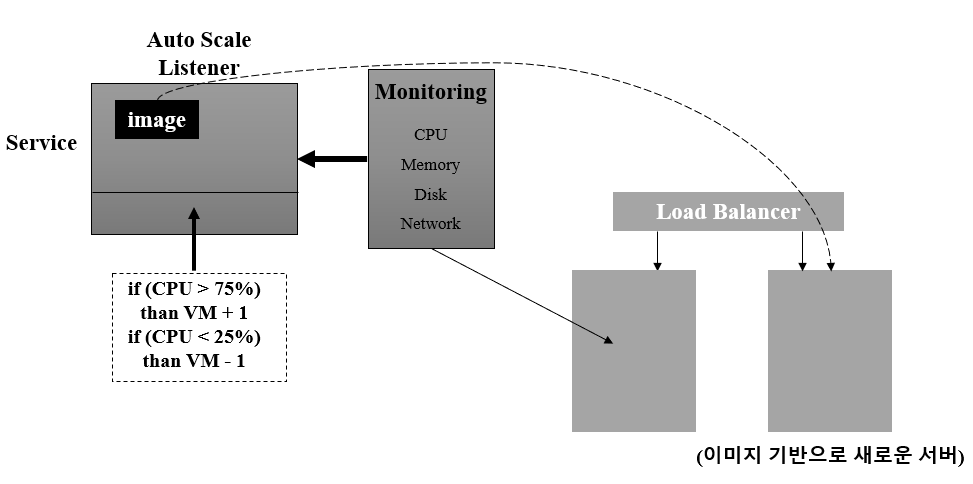 Auto Scale
Listener
Service
image
Monitoring
CPU
Memory
Disk
Network
Load Balancer
if (CPU > 75%)
than VM + 1
if (CPU < 25%)
than VM - 1
(이미지 기반으로 새로운 서버)